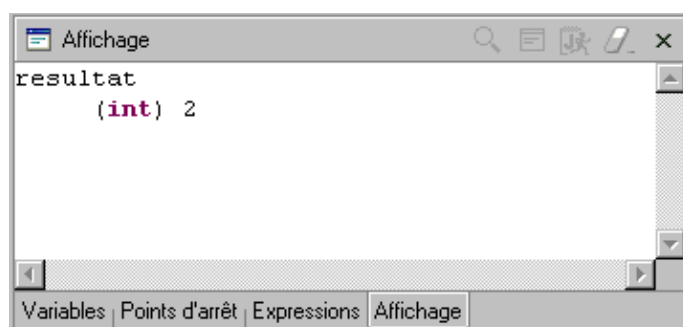 Affichage
resultat
(int) 2
Variables Points d'arrêt Expressions Affichage